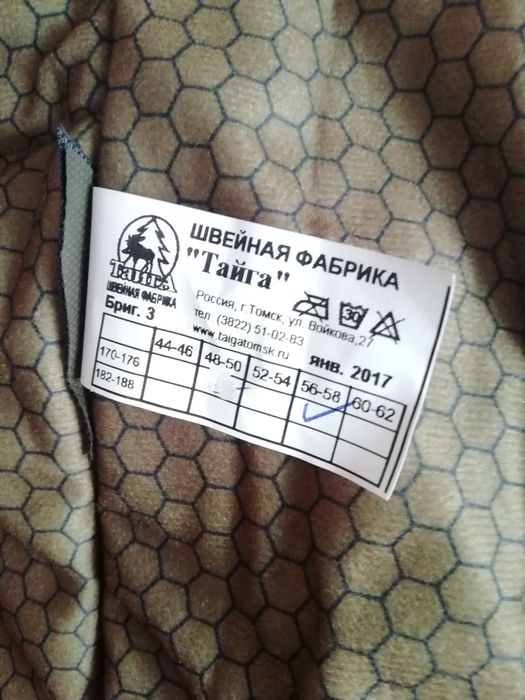 ШВЕЙНАЯ ФАБРИКА
"Тайга"
Тайга
ШВЕЙНАЯ ФАБРИКА
Бриг. 3
Россия, г.Томск, ул. Войкова,27
тел (3822) 51-02-83
www.taigatomsk.ru
30
янв. 2017
44-46 48-50 52-54 56-58 60-62
170-176
182-188